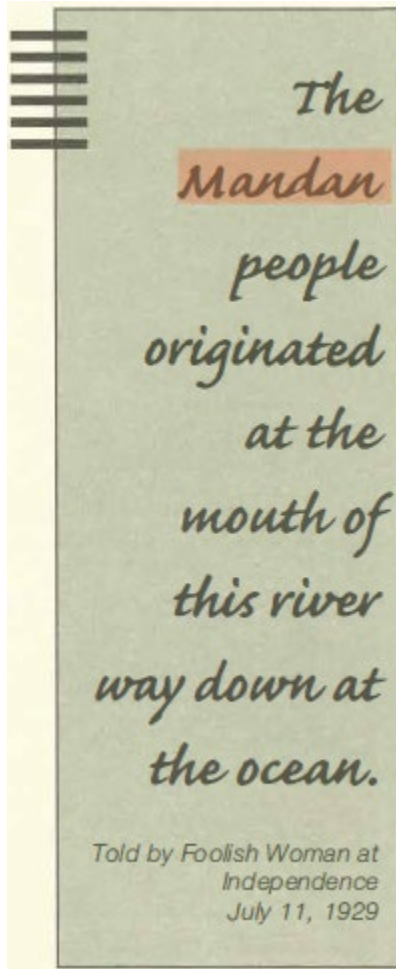 The
Mandan
people
originated
at the
mouth of
this river
way down at
the ocean.
Told by Foolish Woman at
Independence
July 11, 1929